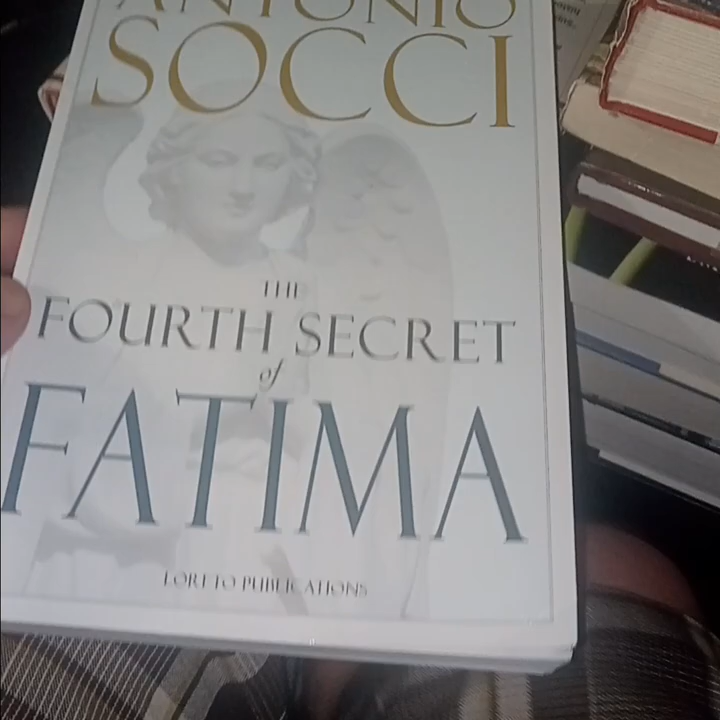 ANTONIO
SOCCI
THE
FOURTH SECRET
of
FATIMA
LORETO PUBLICATIONS